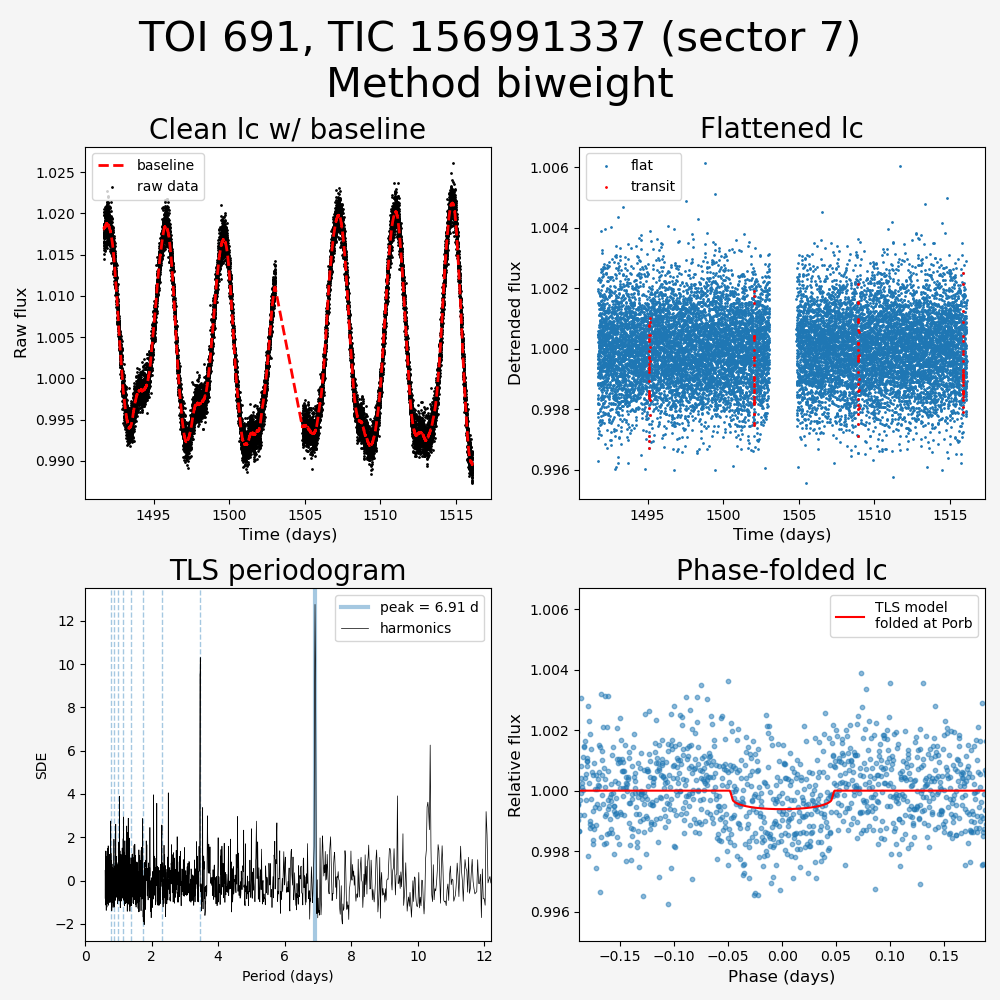 TOI 691, TIC 156991337 (sector 7)
Method biweight
Clean lc w/ baseline
baseline
raw data
Raw flux
1.025
1.020
1.015
1.010
1.005
1.000
0.995
0.990
1495
1500
1505
1510
1515
Time (days)
Flattened lc
flat
transit
Detrended flux
1.006
1.004
1.002
1.000
0.998
0.996
1495
1500
1505
1510
1515
Time (days)
TLS periodogram
peak = 6.91 d
harmonics
SDE
12
10
8
6
4
2
0
−2
0
2
4
6
8
10
12
Period (days)
Phase-folded lc
TLS model
folded at Porb
Relative flux
1.006
1.004
1.002
1.000
0.998
0.996
−0.15
−0.10
−0.05
0.00
0.05
0.10
0.15
Phase (days)